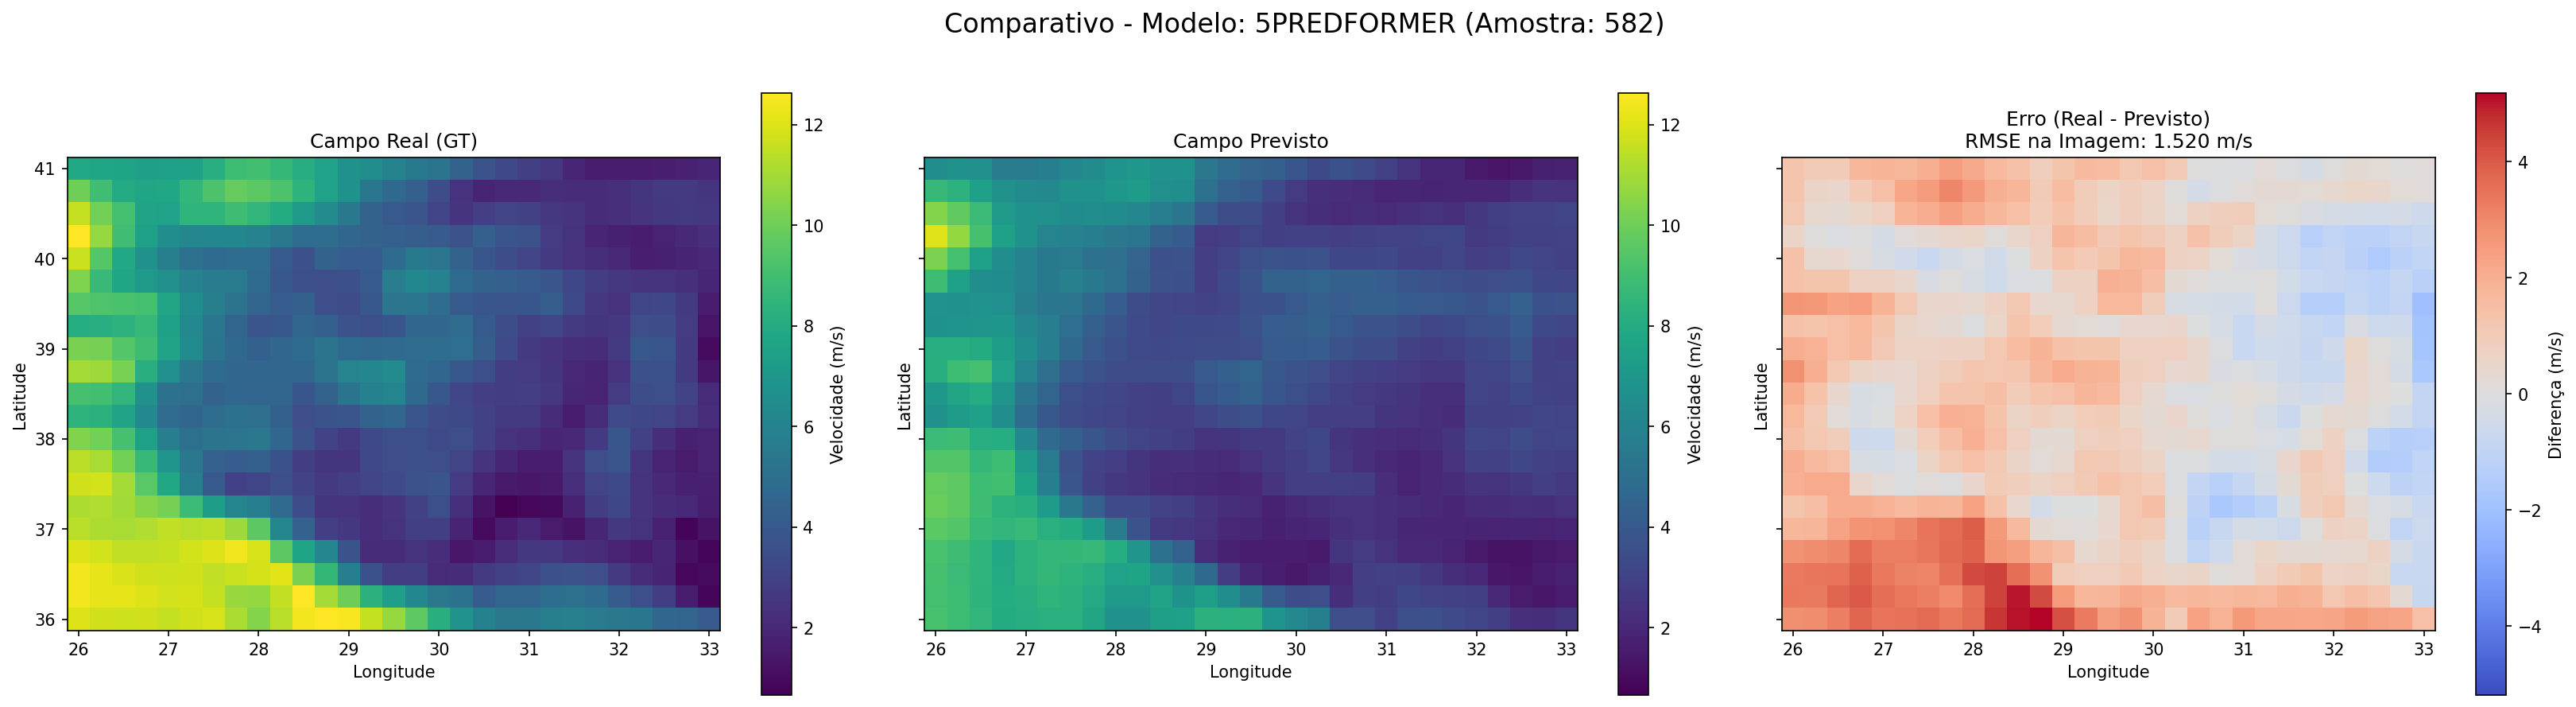 Comparativo - Modelo: 5PREDFORMER (Amostra: 582)
Campo Real (GT)
41
40
39
38
37
36
Latitude
26 27 28 29 30 31 32 33
Longitude
12
10
8
6
4
2
Velocidade (m/s)
Campo Previsto
Latitude
26 27 28 29 30 31 32 33
Longitude
12
10
8
6
4
2
Velocidade (m/s)
Erro (Real - Previsto)
RMSE na Imagem: 1.520 m/s
Latitude
26 27 28 29 30 31 32 33
Longitude
4
2
0
−2
−4
Diferença (m/s)